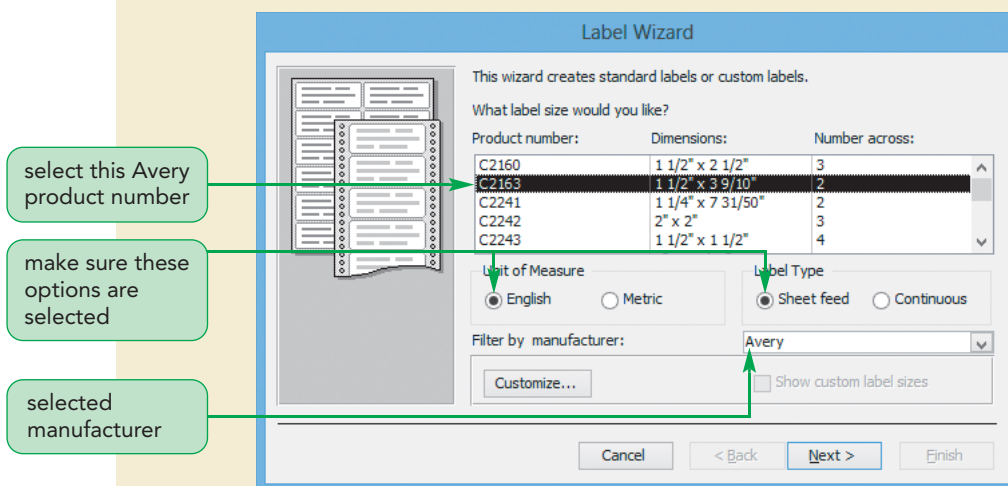 Label Wizard
This wizard creates standard labels or custom labels.
What label size would you like?
Product number: Dimensions: Number across:
C2160 1 1/2" x 2 1/2" 3
C2163 1 1/2" x 3 9/10" 2
C2241 1 1/4" x 7 31/50" 2
C2242 2" x 2" 3
C2243 1 1/2" x 1 1/2" 4
select this Avery
product number
make sure these
options are
selected
Unit of Measure Label Type
English Metric Sheet feed Continuous
Filter by manufacturer: Avery
Customize... Show custom label sizes
selected
manufacturer
Cancel < Back Next > Finish